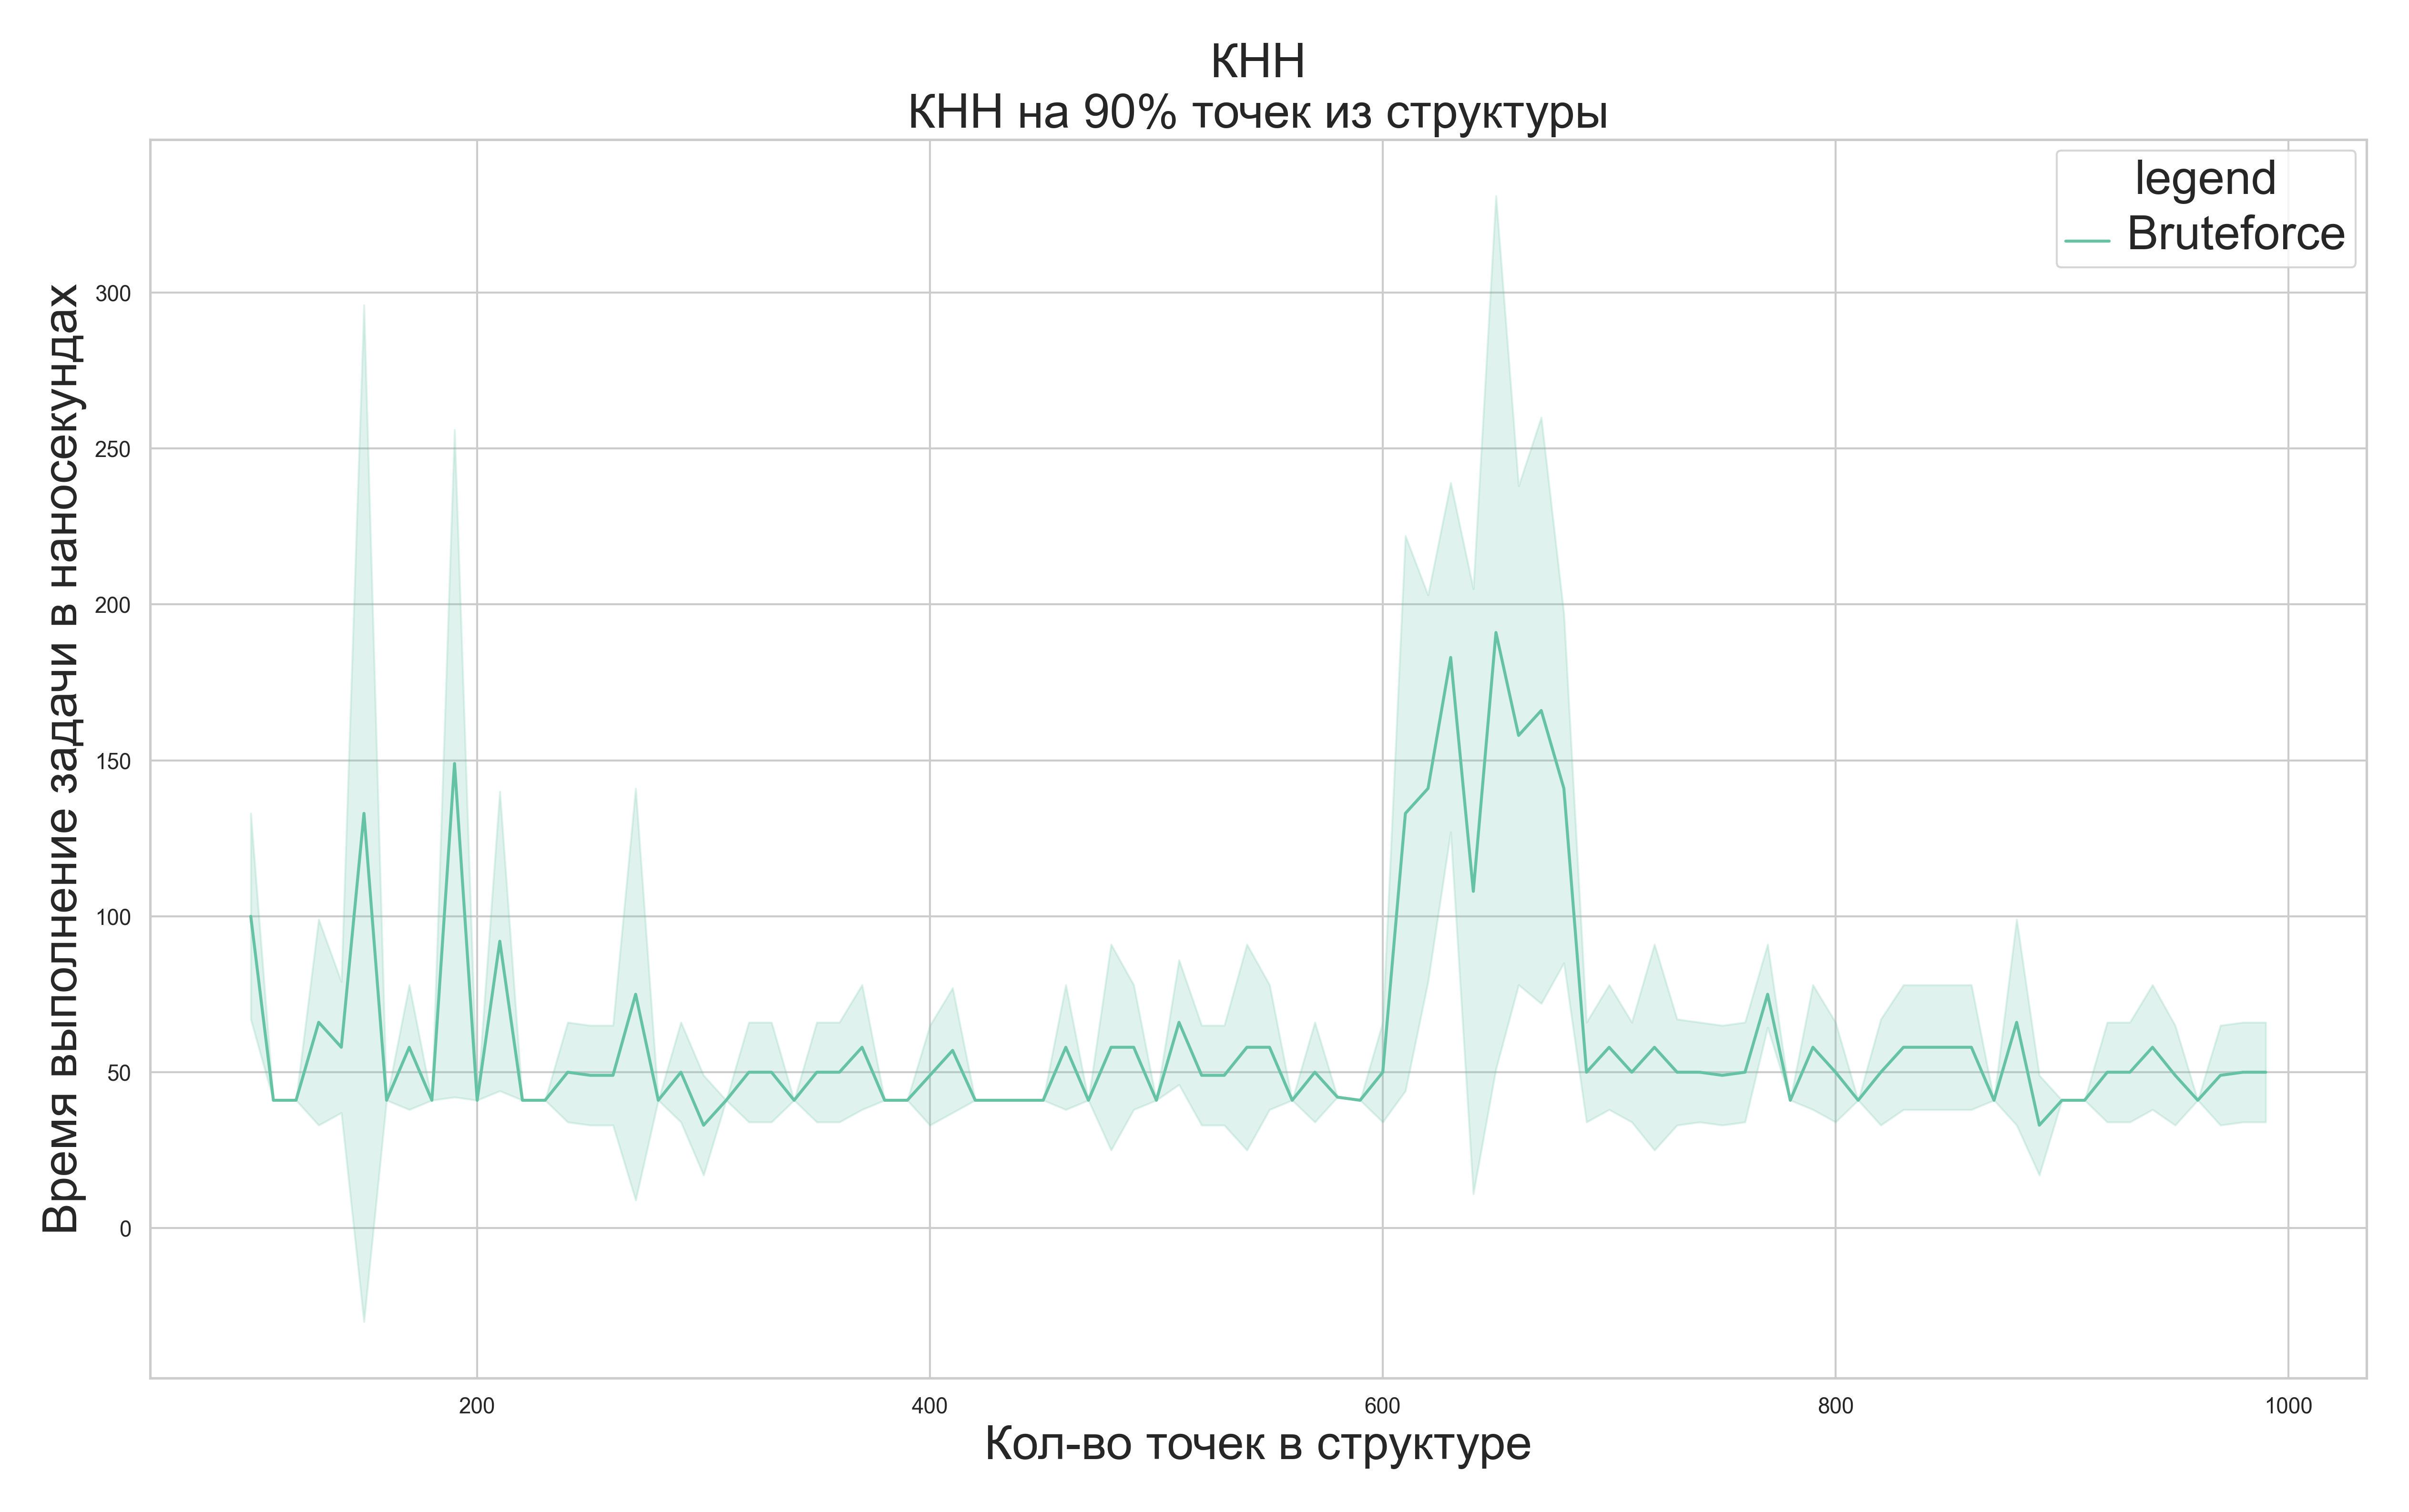 КНН
КНН на 90% точек из структуры
legend
Bruteforce
Время выполнение задачи в наносекундах
300
250
200
150
100
50
0
200
400
600
800
1000
Кол-во точек в структуре